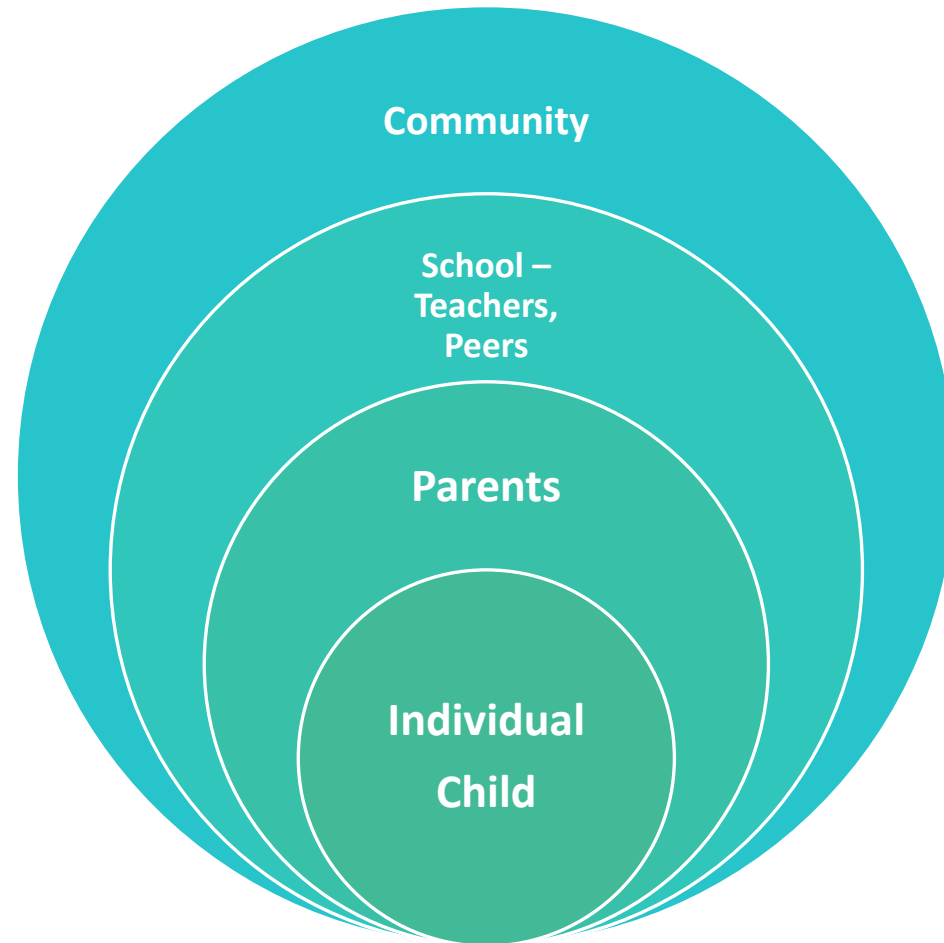 Community
School –
Teachers,
Peers
Parents
Individual
Child